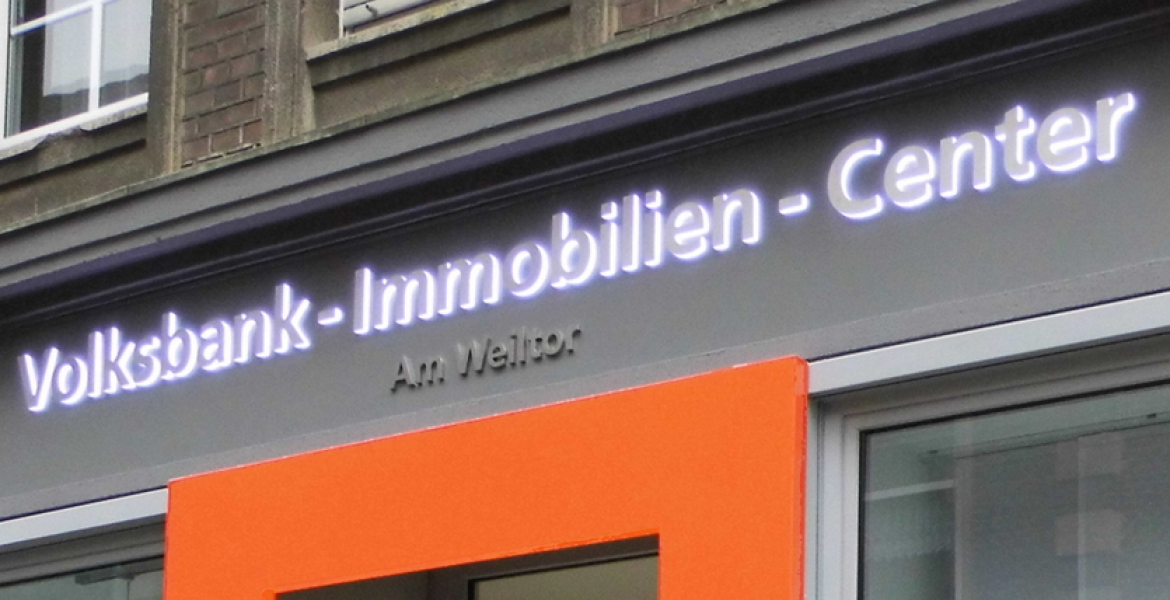 Volksbank - Immobilien - Center
Am Weiltor